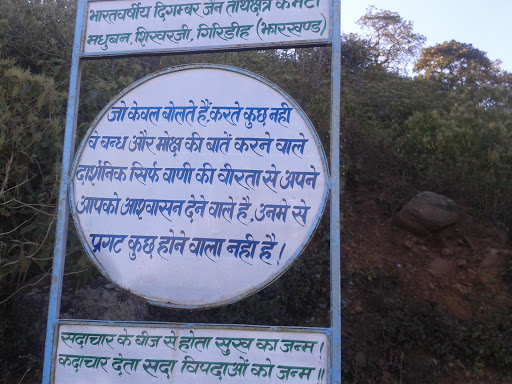 भारतवर्षीय दिगम्बर जैन तीर्थक्षेत्र कमेटी
मधुबन, शिखरजी, गिरिडीह (झारखण्ड)
जो केवल बोलते हैं, करते कुछ नही
वे बन्ध और मोक्ष की बातें करने वाले
दार्शनिक सिर्फ वाणी की वीरता से अपने
आपको आश्वासन देने वाले है, उनमे से
प्रगट कुछ होने वाला नही है!
सदाचार के बीज से होता सुख का जन्म।
कदाचार देता सदा विपदाओं को जन्म॥